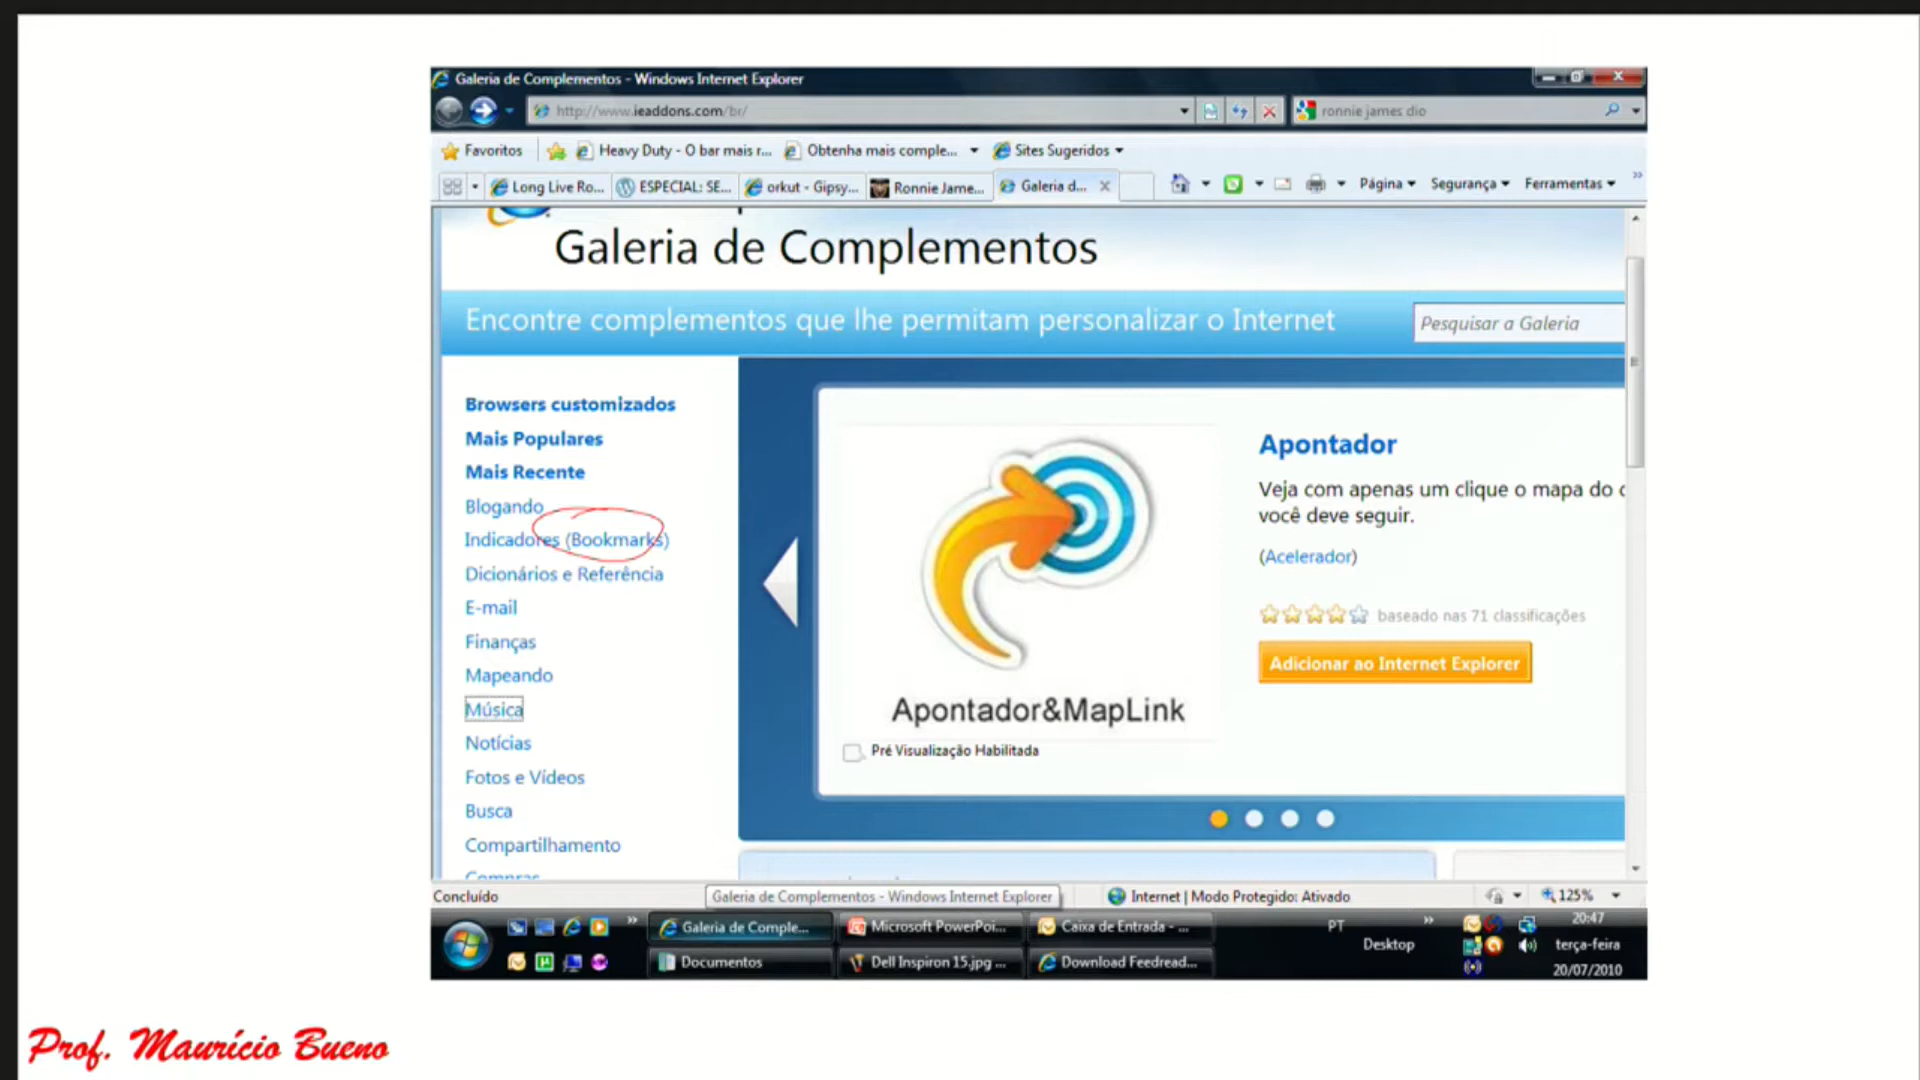 Galeria de Complementos - Windows Internet Explorer
http://www.ieaddons.com/br/
ronnie james dio
Favoritos
Heavy Duty - O bar mais r...
Obtenha mais comple...
Sites Sugeridos
Long Live Ro...
ESPECIAL: SE...
orkut - Gipsy...
Ronnie Jame...
Galeria d...
Página
Segurança
Ferramentas
Galeria de Complementos
Encontre complementos que lhe permitam personalizar o Internet
Pesquisar a Galeria
Browsers customizados
Mais Populares
Mais Recente
Blogando
Indicadores (Bookmarks)
Dicionários e Referência
E-mail
Finanças
Mapeando
Música
Notícias
Fotos e Vídeos
Busca
Compartilhamento
Compras
Apontador&MapLink
Pré Visualização Habilitada
Apontador
Veja com apenas um clique o mapa do
você deve seguir.
(Acelerador)
baseado nas 71 classificações
Adicionar ao Internet Explorer
Concluído
Galeria de Complementos - Windows Internet Explorer
Internet | Modo Protegido: Ativado
125%
Galeria de Comple...
Microsoft PowerPoi...
Caixa de Entrada - ...
PT
20:47
Documentos
Dell Inspiron 15.jpg ...
Download Feedread...
Desktop
terça-feira
20/07/2010
Prof. Maurício Bueno